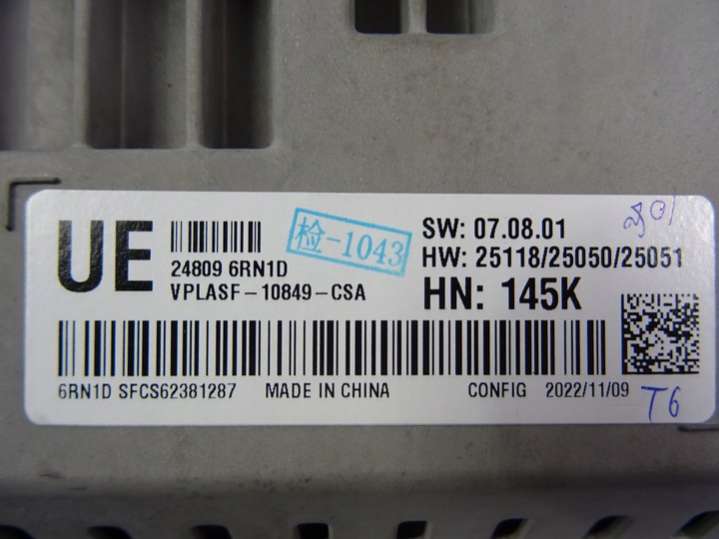 UE
24809 6RN1D
VPLASF-10849-CSA
检-1043
SW: 07.08.01
HW: 25118/25050/25051
HN: 145K
6RN1D SFCS62381287 MADE IN CHINA CONFIG 2022/11/09
T6